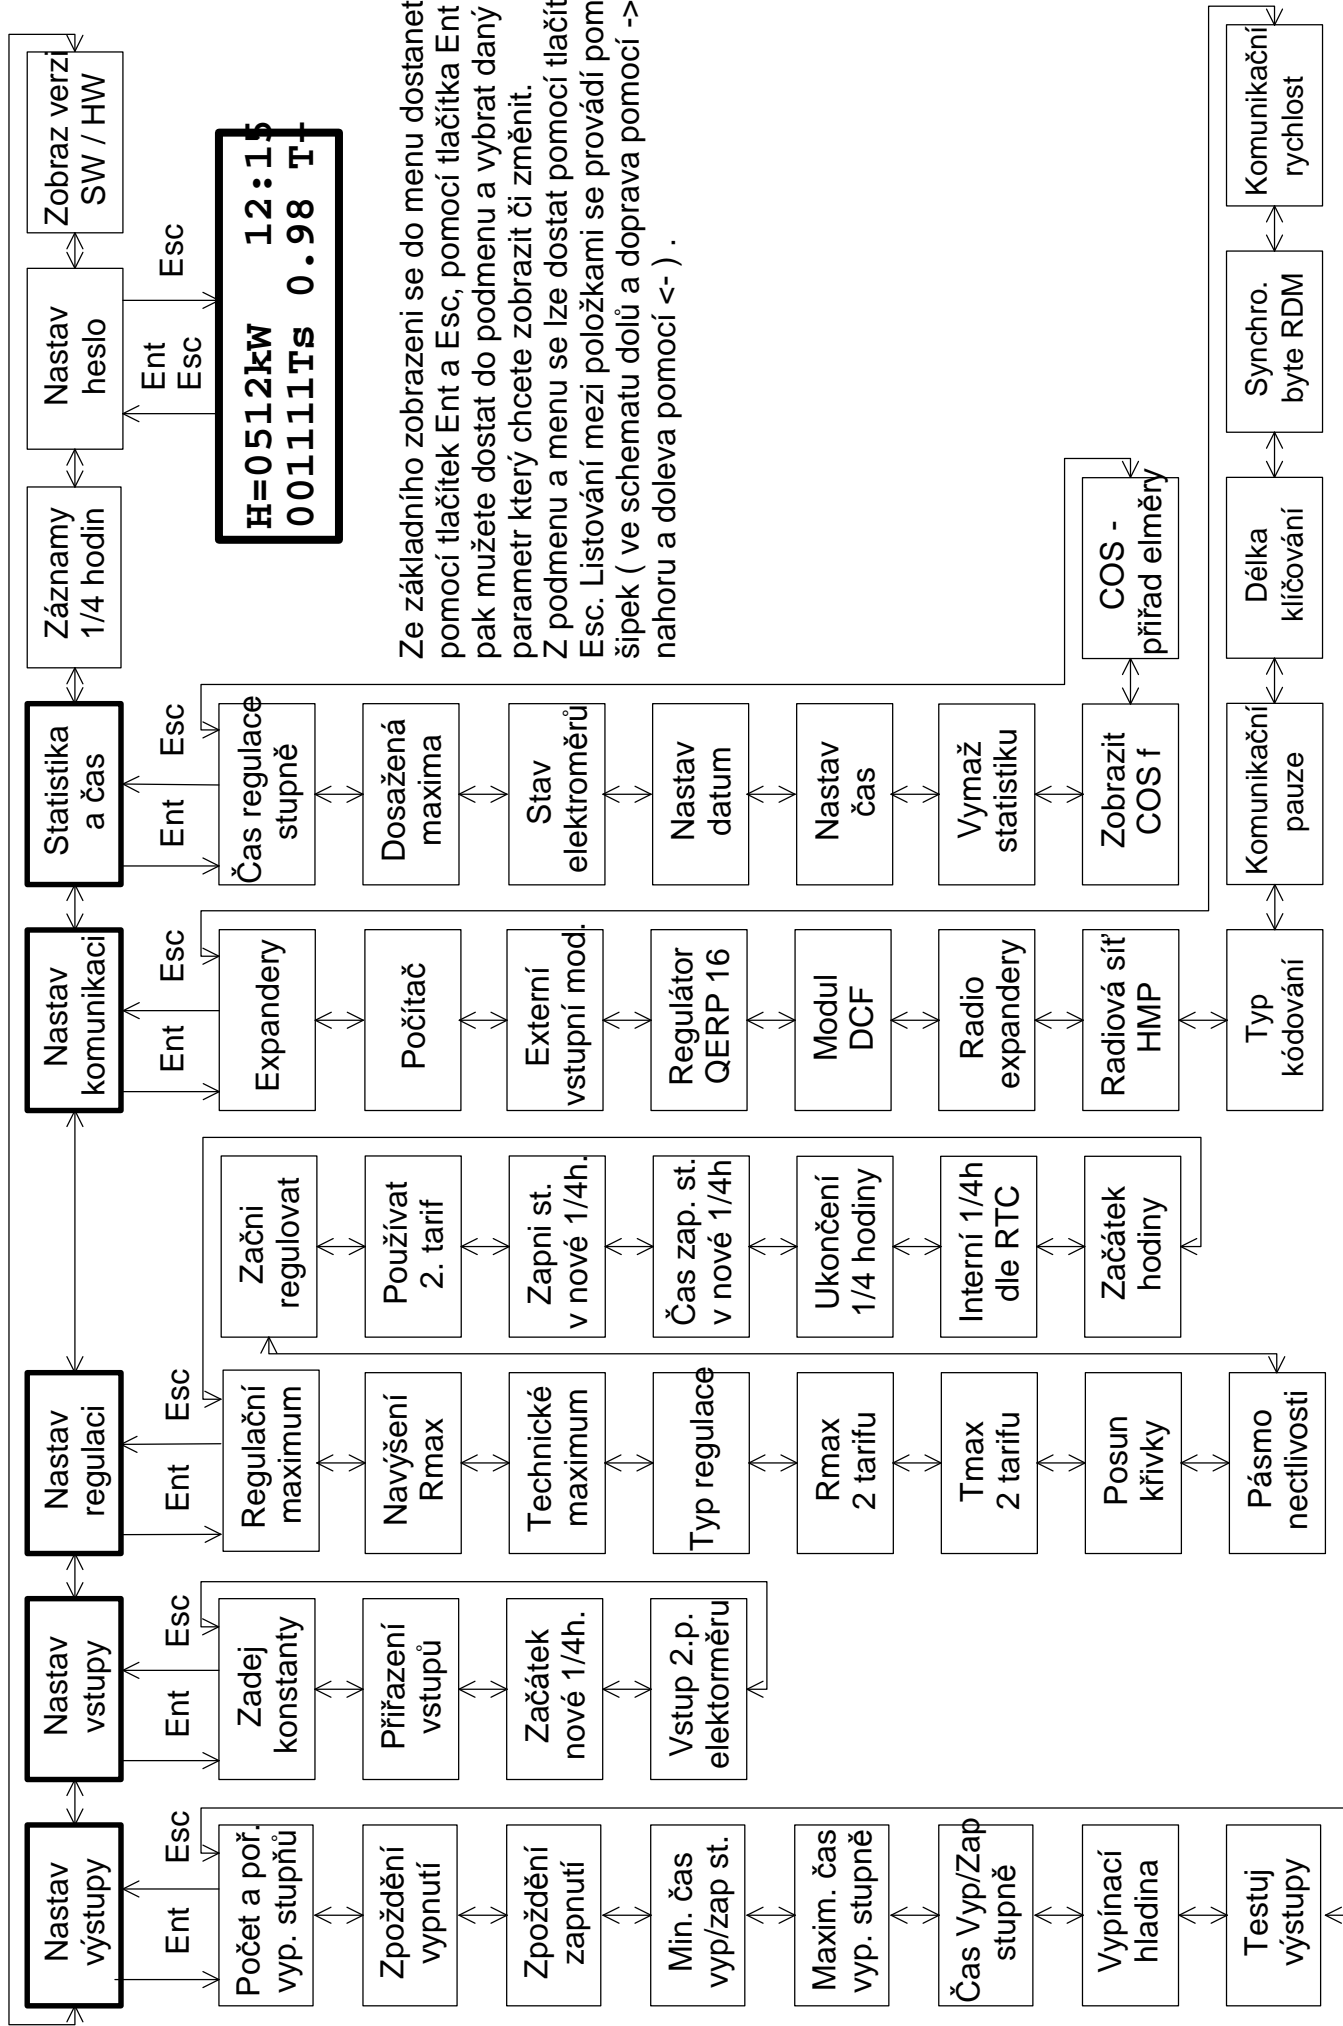 Nastav
výstupy
Nastav
vstupy
Nastav
regulaci
Nastav
komunikaci
Statistika
a čas
Záznamy
1/4 hodin
Nastav
heslo
Zobraz verzi
SW / HW
Ent
Esc
Ent
Esc
Ent
Esc
Ent
Esc
Ent
Esc
Ent
Esc
Esc
H=0512kW 12:15
001111Ts 0.98 T+
Počet a poř.
vyp. stupňů
Zpoždění
vypnutí
Zpoždění
zapnutí
Min. čas
vyp/zap st.
Maxim. čas
vyp. stupně
Čas Vyp/Zap
stupně
Vypínací
hladina
Testuj
výstupy
Zadej
konstanty
Přiřazení
vstupů
Začátek
nové 1/4h.
Vstup 2.p.
elektorměru
Regulační
maximum
Navýšení
Rmax
Technické
maximum
Typ regulace
Rmax
2 tarifu
Tmax
2 tarifu
Posun
křivky
Pásmo
nectlivosti
Začni
regulovat
Používat
2. tarif
Zapni st.
v nové 1/4h.
Čas zap. st.
v nové 1/4h
Ukončení
1/4 hodiny
Interní 1/4h
dle RTC
Začátek
hodiny
Expandery
Počítač
Externí
vstupní mod.
Regulátor
QERP 16
Modul
DCF
Radio
expandery
Radiová síť
HMP
Typ
kódování
Komunikační
pauze
Délka
klíčování
Synchro.
byte RDM
Komunikační
rychlost
Čas regulace
stupně
Dosažená
maxima
Stav
elektroměrů
Nastav
datum
Nastav
čas
Vymaž
statistiku
Zobrazit
COS f
COS -
přiřad elměry
Ze základního zobrazeni se do menu dostanet
pomocí tlačítek Ent a Esc, pomocí tlačítka Ent
pak mužete dostat do podmenu a vybrat daný
parametr který chcete zobrazit či změnit.
Z podmenu a menu se lze dostat pomocí tlačít
Esc. Listování mezi položkami se provádí pom
šipek ( ve schematu dolů a doprava pomocí ->
nahoru a doleva pomocí <- ) .